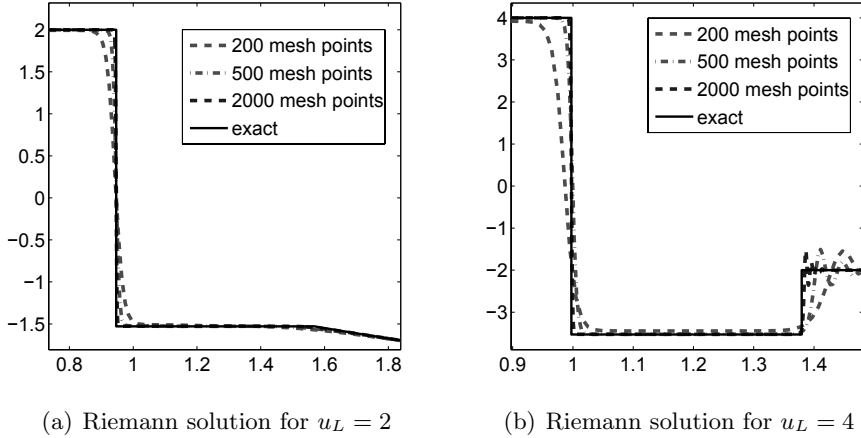 2
1.5
1
0.5
0
−0.5
−1
−1.5
0.8
1
1.2
1.4
1.6
1.8
200 mesh points
500 mesh points
2000 mesh points
exact
(a) Riemann solution for u_L = 2
4
3
2
1
0
−1
−2
−3
0.9
1
1.1
1.2
1.3
1.4
200 mesh points
500 mesh points
2000 mesh points
exact
(b) Riemann solution for u_L = 4